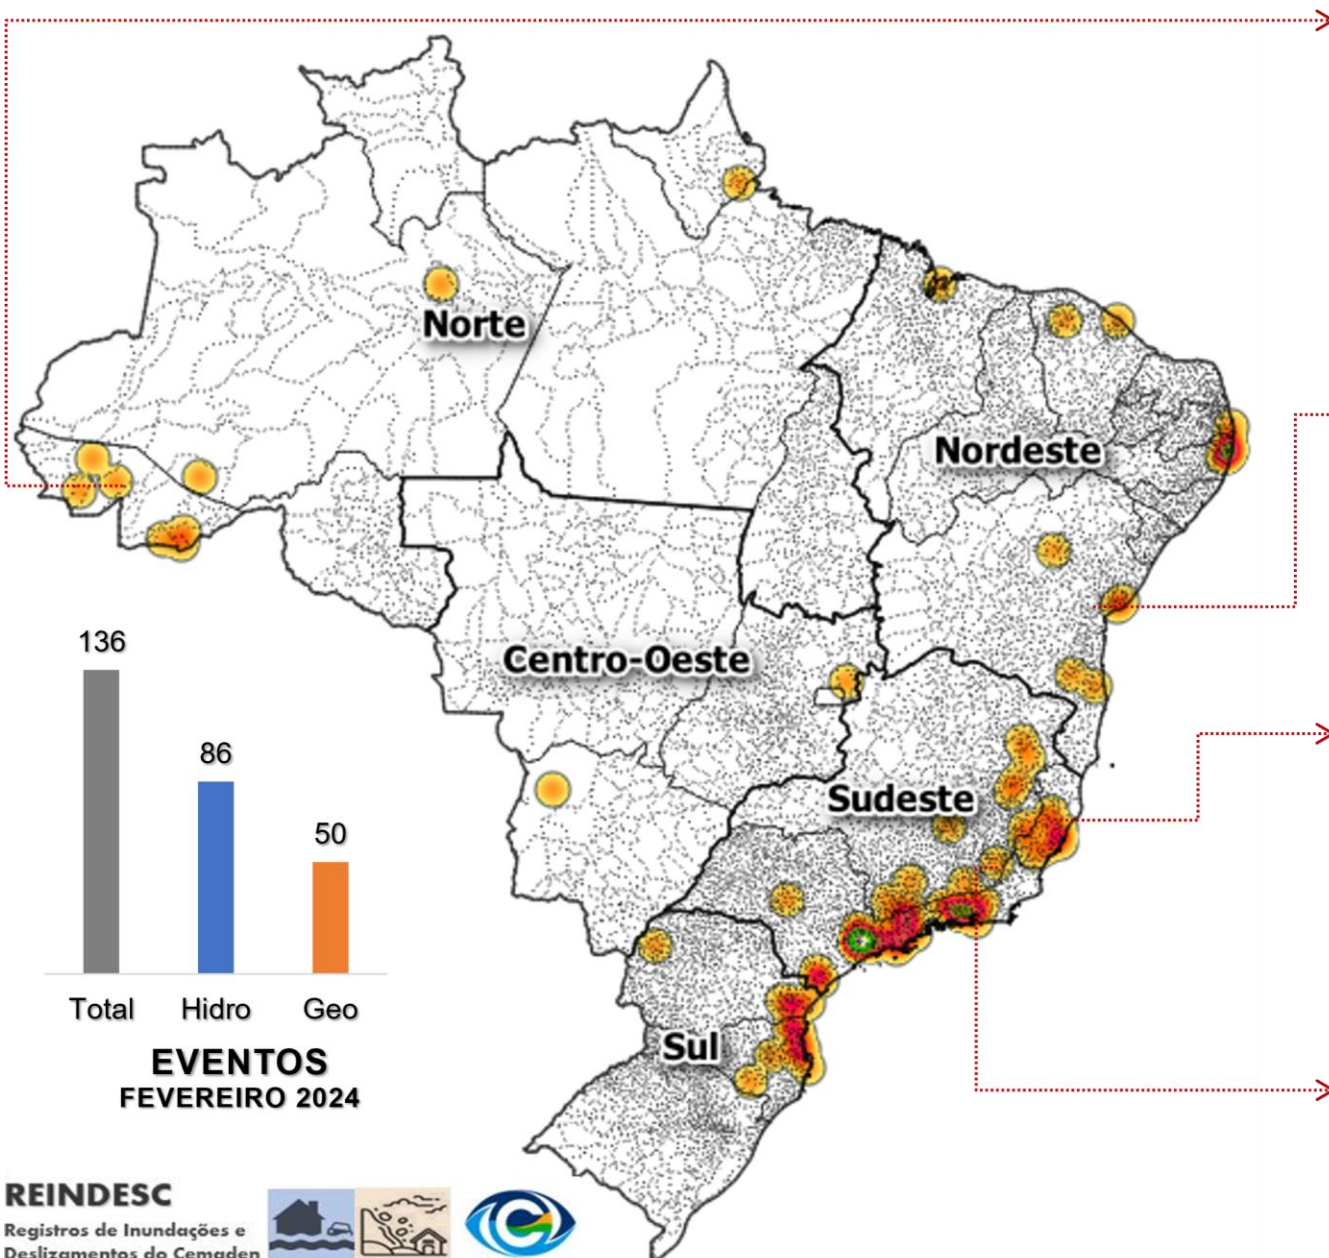 Norte
Nordeste
Centro-Oeste
Sudeste
Sul
136
86
50
Total Hidro Geo
EVENTOS
FEVEREIRO 2024
REINDESC
Registros de Inundações e
Deslizamentos do Cemaden